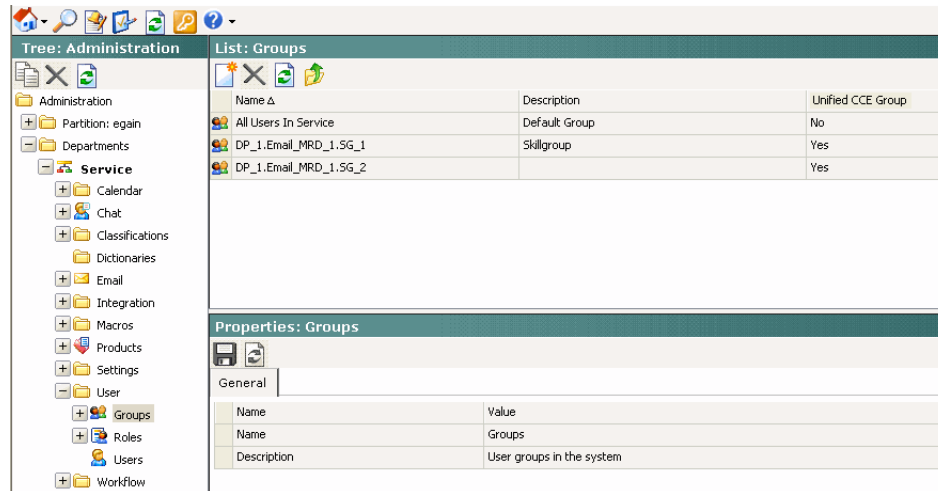 Tree: Administration
Administration
Partition: egain
Departments
Service
Calendar
Chat
Classifications
Dictionaries
Email
Integration
Macros
Products
Settings
User
Groups
Roles
Users
Workflow
List: Groups
Name Description Unified CCE Group
All Users In Service Default Group No
DP_1.Email_MRD_1.SG_1 Skillgroup Yes
DP_1.Email_MRD_1.SG_2 Yes
Properties: Groups
General
Name Value
Name Groups
Description User groups in the system